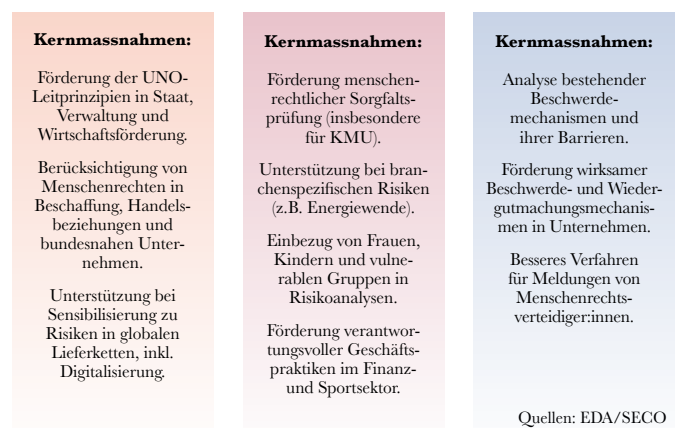 Kernmassnahmen:
Förderung der UNO-
Leitprinzipien in Staat,
Verwaltung und
Wirtschaftsförderung.
Berücksichtigung von
Menschenrechten in
Beschaffung, Handels-
beziehungen und
bundesnahen Unter-
nehmen.
Unterstützung bei
Sensibilisierung zu
Risiken in globalen
Lieferketten, inkl.
Digitalisierung.
Kernmassnahmen:
Förderung menschen-
rechtlicher Sorgfalts-
prüfung (insbesondere
für KMU).
Unterstützung bei bran-
chenspezifischen Risiken
(z.B. Energiewende).
Einbezug von Frauen,
Kindern und vulne-
rablen Gruppen in
Risikoanalysen.
Förderung verantwor-
tungsvoller Geschäfts-
praktiken im Finanz-
und Sportsektor.
Kernmassnahmen:
Analyse bestehender
Beschwerde-
mechanismen und
ihrer Barrieren.
Förderung wirksamer
Beschwerde- und Wieder-
gutmachungsmechanis-
men in Unternehmen.
Besseres Verfahren
für Meldungen von
Menschenrechts-
verteidiger:innen.
Quellen: EDA/SECO